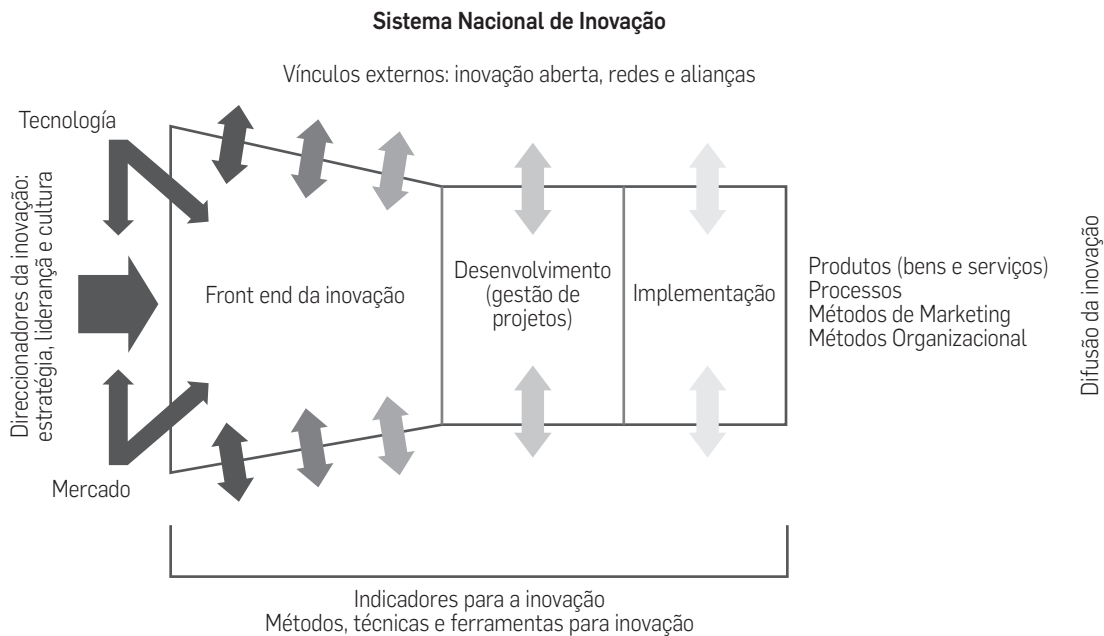 Sistema Nacional de Inovação
Vínculos externos: inovação aberta, redes e alianças
Tecnología
Direccionadores da inovação:
estratégia, liderançã e cultura
Mercado
Front end da inovação
Desenvolvimento
(gestão de
projetos)
Implementação
Produtos (bens e serviços)
Processos
Métodos de Marketing
Métodos Organizacional
Difusão da inovação
Indicadores para a inovação
Métodos, técnicas e ferramentas para inovação